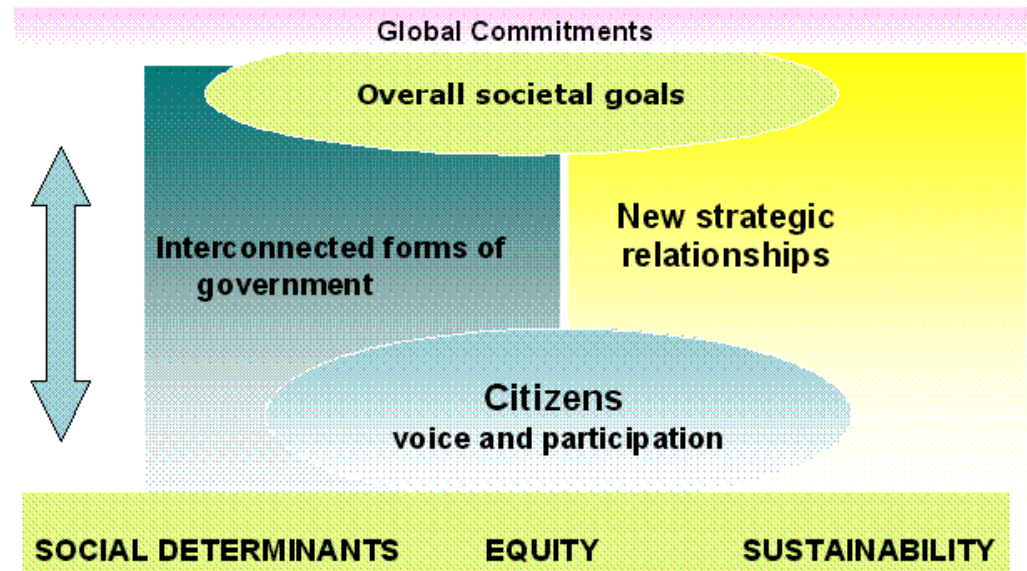 Global Commitments
Overall societal goals
Interconnected forms of
government
New strategic
relationships
Citizens
voice and participation
SOCIAL DETERMINANTS EQUITY SUSTAINABILITY